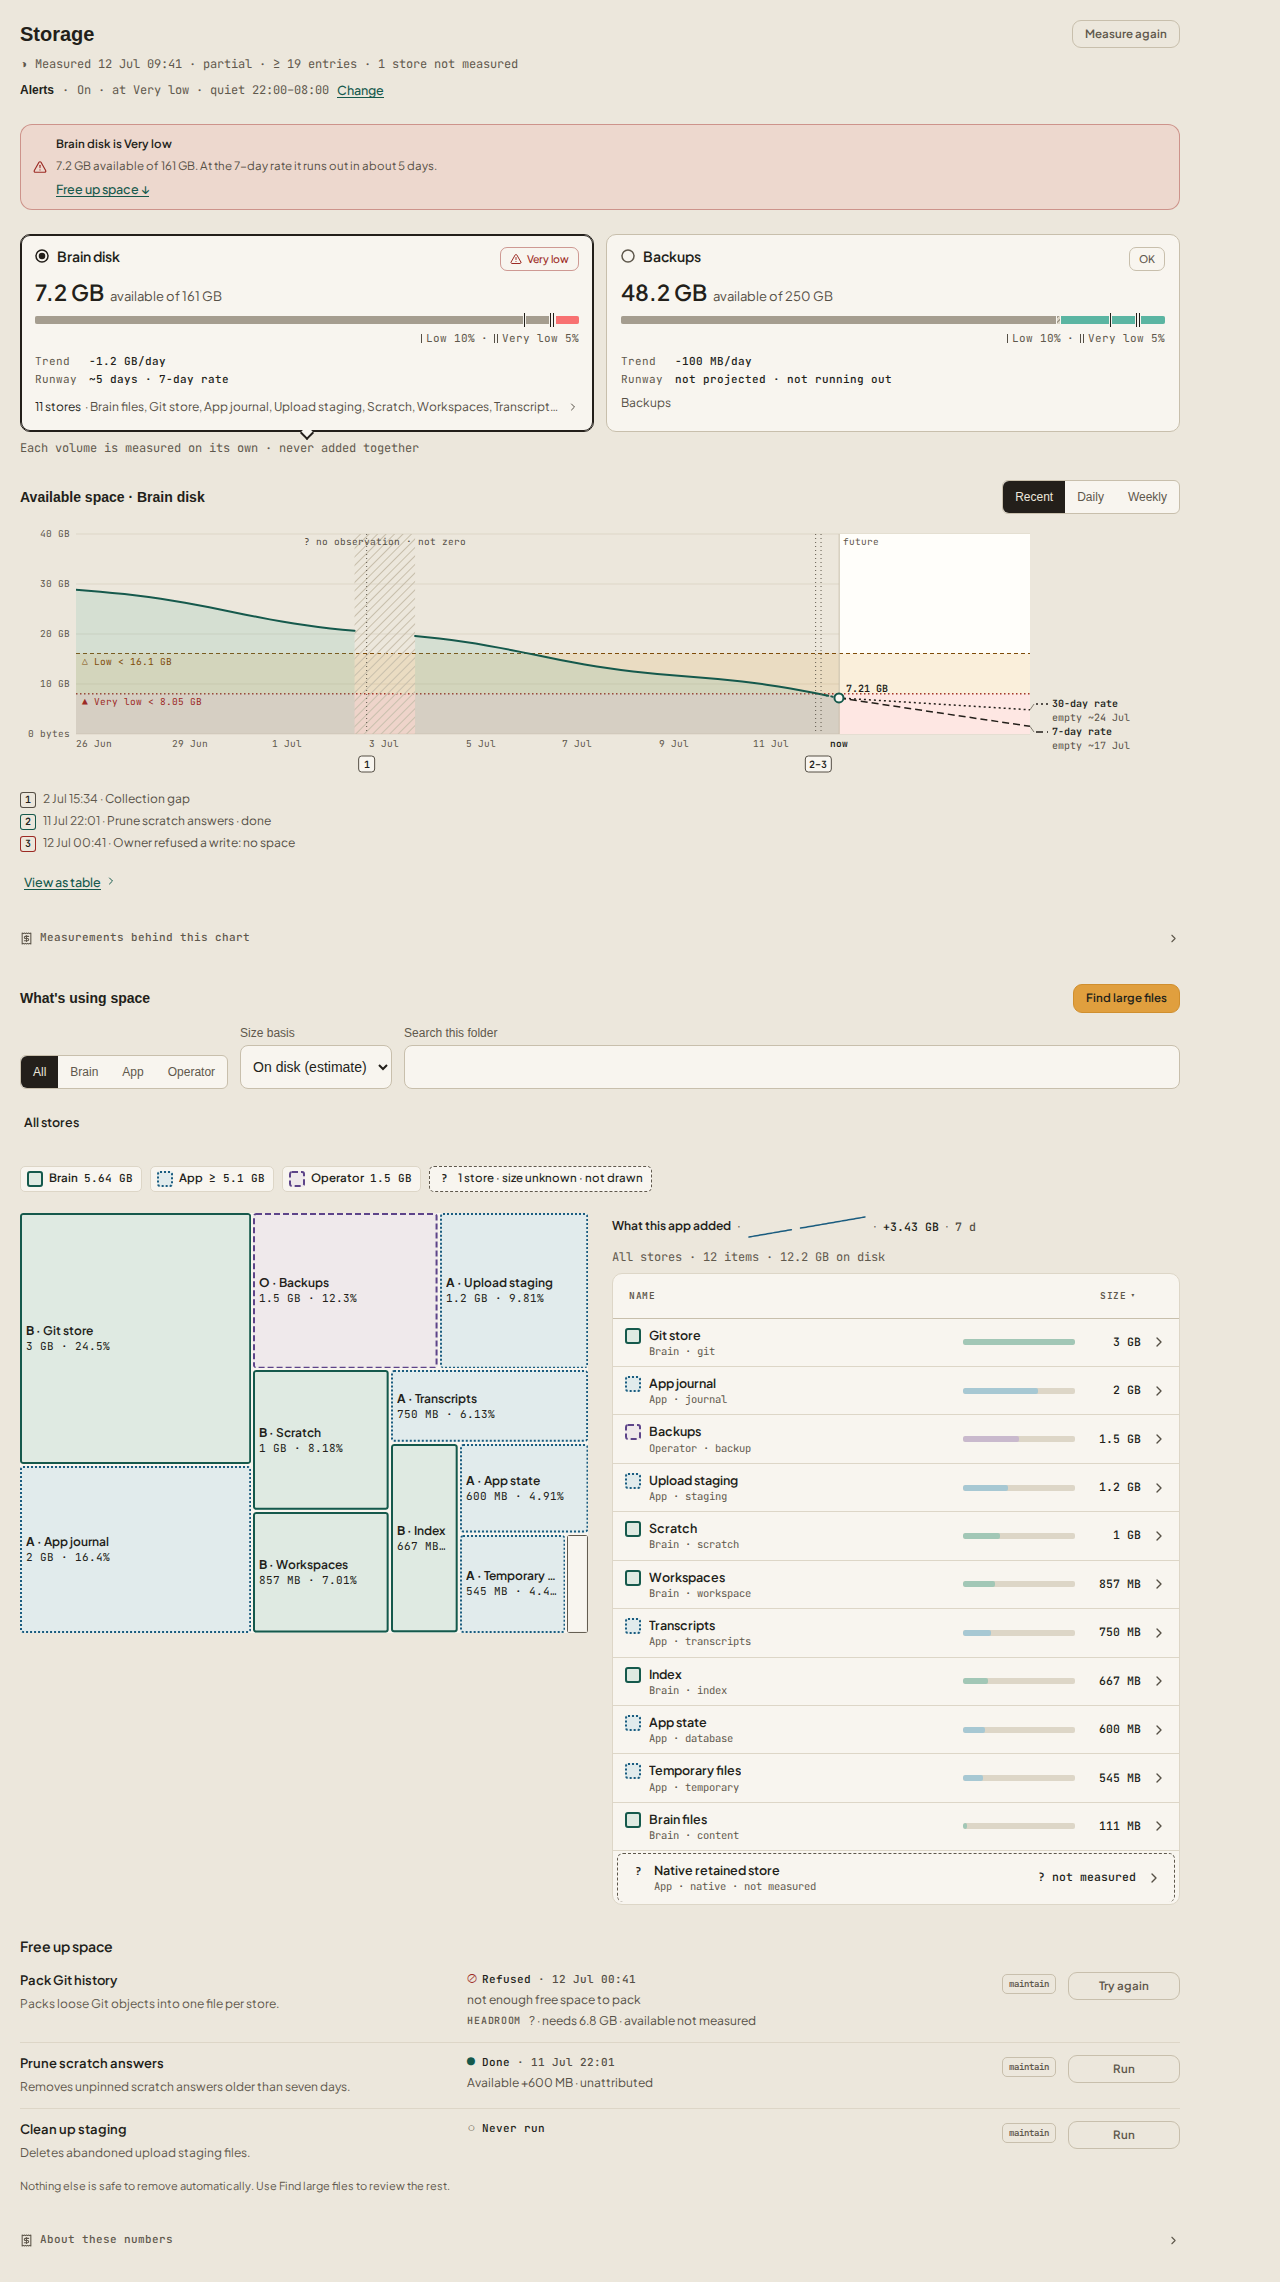 Storage
Measure again
Measured 12 Jul 09:41 · partial · ≥ 19 entries · 1 store not measured
Alerts · On · at Very low · quiet 22:00–08:00 Change
Brain disk is Very low
7.2 GB available of 161 GB. At the 7-day rate it runs out in about 5 days.
Free up space ↓
Brain disk
Very low
7.2 GB available of 161 GB
Low 10% · Very low 5%
Trend -1.2 GB/day
Runway ~5 days · 7-day rate
11 stores · Brain files, Git store, App journal, Upload staging, Scratch, Workspaces, Transcript…
Backups
OK
48.2 GB available of 250 GB
Low 10% · Very low 5%
Trend -100 MB/day
Runway not projected · not running out
Backups
Each volume is measured on its own · never added together
Available space · Brain disk
Recent Daily Weekly
40 GB
30 GB
20 GB
10 GB
0 bytes
? no observation · not zero
future
△ Low < 16.1 GB
▲ Very low < 8.05 GB
7.21 GB
30-day rate
empty ~24 Jul
7-day rate
empty ~17 Jul
26 Jun 29 Jun 1 Jul 3 Jul 5 Jul 7 Jul 9 Jul 11 Jul now
1
2–3
1 2 Jul 15:34 · Collection gap
2 11 Jul 22:01 · Prune scratch answers · done
3 12 Jul 00:41 · Owner refused a write: no space
View as table
Measurements behind this chart
What's using space
Find large files
Size basis
Search this folder
All Brain App Operator
On disk (estimate)
All stores
Brain 5.64 GB
App ≥ 5.1 GB
Operator 1.5 GB
? 1 store · size unknown · not drawn
B · Git store
3 GB · 24.5%
O · Backups
1.5 GB · 12.3%
A · Upload staging
1.2 GB · 9.81%
A · Transcripts
750 MB · 6.13%
B · Scratch
1 GB · 8.18%
A · App state
600 MB · 4.91%
B · Index
667 MB…
A · App journal
2 GB · 16.4%
B · Workspaces
857 MB · 7.01%
A · Temporary …
545 MB · 4.4…
What this app added · · +3.43 GB · 7 d
All stores · 12 items · 12.2 GB on disk
NAME
SIZE
Git store
Brain · git
3 GB
App journal
App · journal
2 GB
Backups
Operator · backup
1.5 GB
Upload staging
App · staging
1.2 GB
Scratch
Brain · scratch
1 GB
Workspaces
Brain · workspace
857 MB
Transcripts
App · transcripts
750 MB
Index
Brain · index
667 MB
App state
App · database
600 MB
Temporary files
App · temporary
545 MB
Brain files
Brain · content
111 MB
? Native retained store
App · native · not measured
? not measured
Free up space
Pack Git history
Packs loose Git objects into one file per store.
Refused · 12 Jul 00:41
not enough free space to pack
HEADROOM ? · needs 6.8 GB · available not measured
maintain
Try again
Prune scratch answers
Removes unpinned scratch answers older than seven days.
Done · 11 Jul 22:01
Available +600 MB · unattributed
maintain
Run
Clean up staging
Deletes abandoned upload staging files.
Never run
maintain
Run
Nothing else is safe to remove automatically. Use Find large files to review the rest.
About these numbers